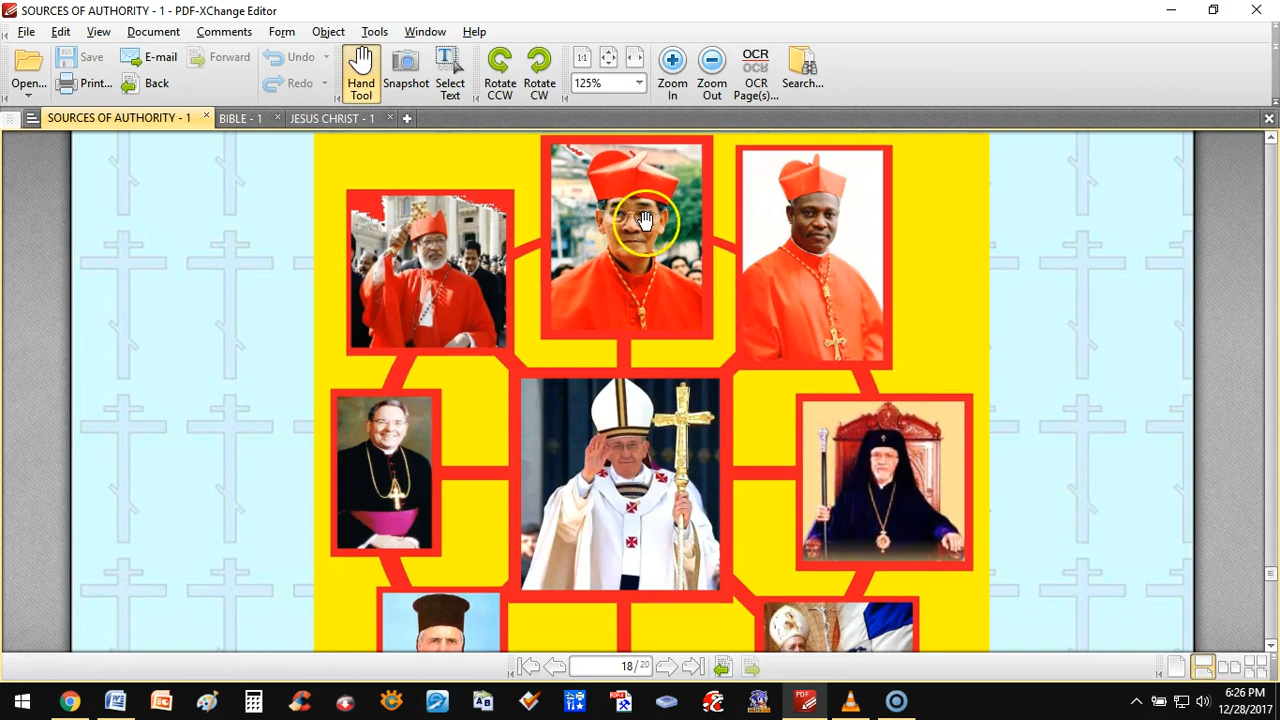 SOURCES OF AUTHORITY - 1 - PDF-XChange Editor
File Edit View Document Comments Form Object Tools Window Help
Open... Save E-mail Forward Undo Hand Tool Snapshot Select Text Rotate CCW Rotate CW 125% Zoom In Zoom Out OCR OCR Page(s)... Search...
Print... Back Redo
1:1
SOURCES OF AUTHORITY - 1 BIBLE - 1 JESUS CHRIST - 1
18 / 20
6:26 PM
12/28/2017